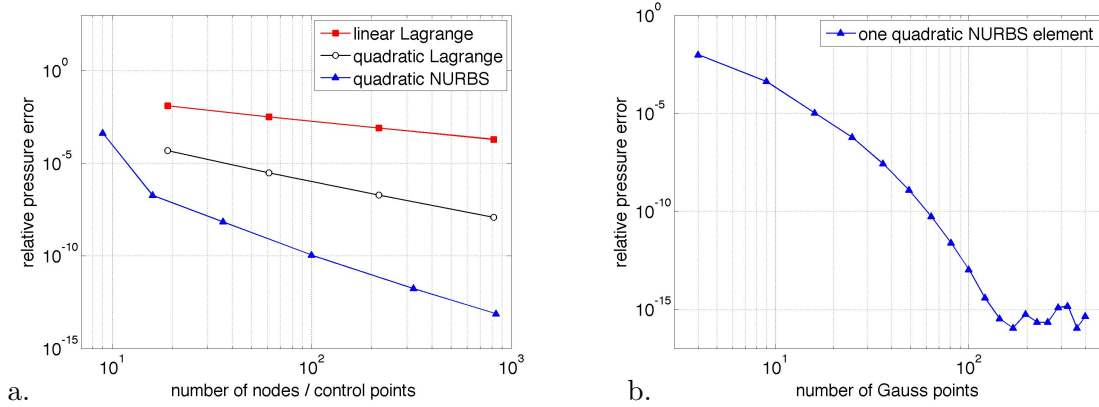 linear Lagrange
quadratic Lagrange
quadratic NURBS
10^0
10^-5
10^-10
10^-15
relative pressure error
10^1
10^2
10^3
number of nodes / control points
a.
one quadratic NURBS element
10^0
10^-5
10^-10
10^-15
relative pressure error
10^1
10^2
number of Gauss points
b.